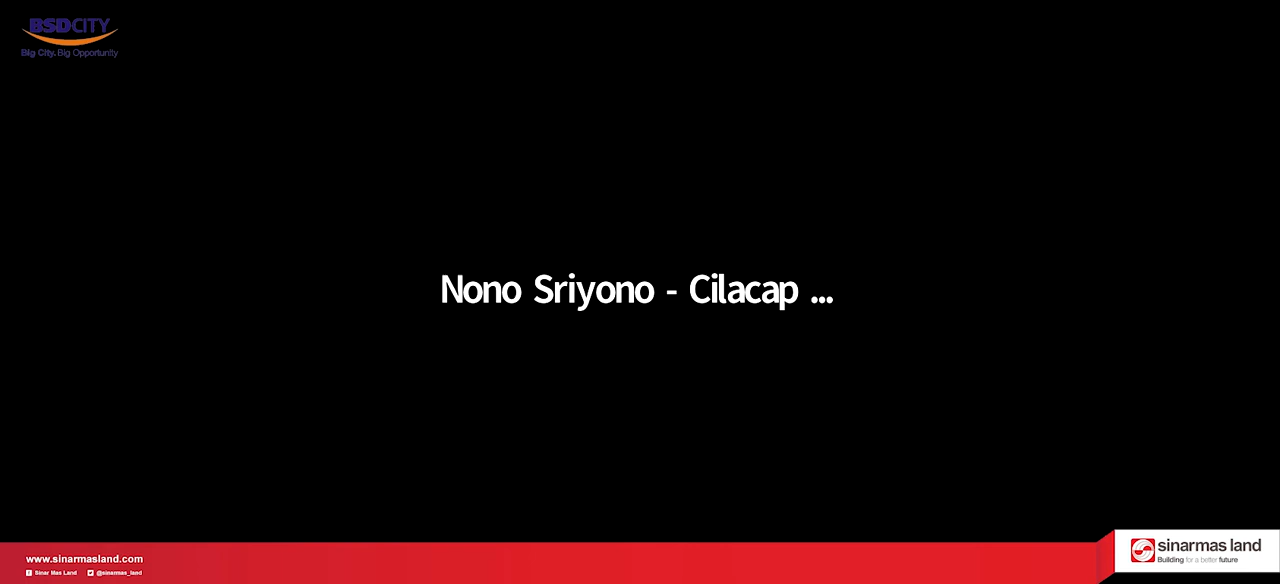 BSDCITY
Big City. Big Opportunity
Nono Sriyono - Cilacap ...
www.sinarmasland.com
Sinar Mas Land @sinarmas_land
sinarmas land
Building for a better future